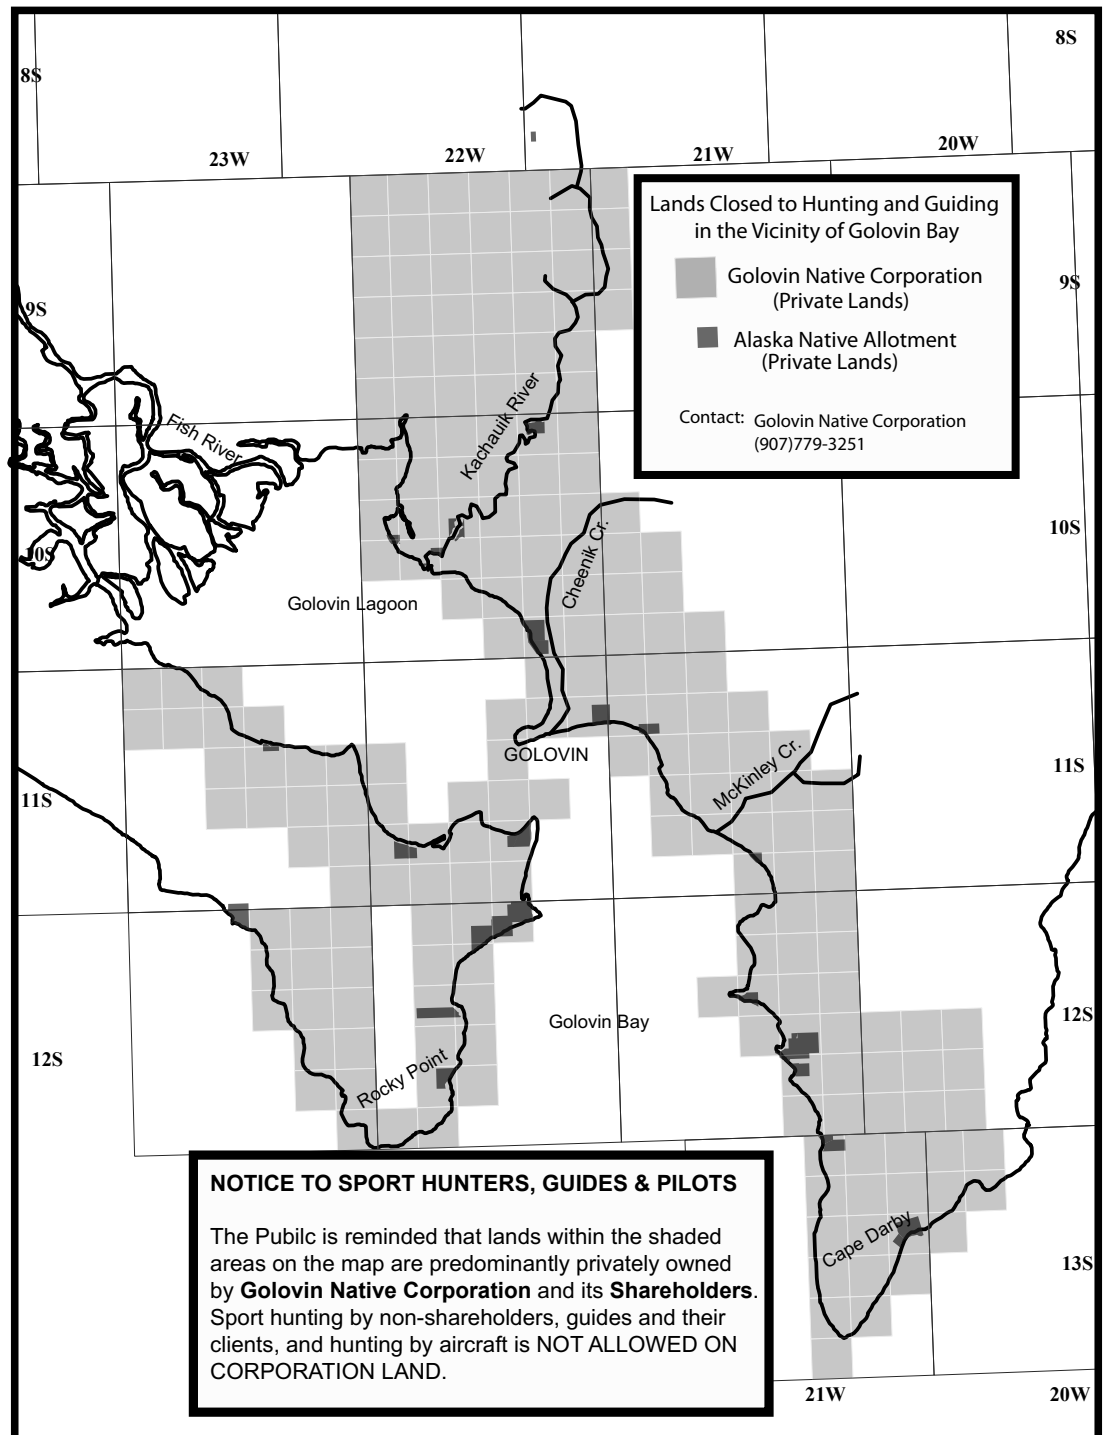 8S
8S
23W
22W
21W
20W
Lands Closed to Hunting and Guiding
in the Vicinity of Golovin Bay
Golovin Native Corporation
(Private Lands)
Alaska Native Allotment
(Private Lands)
Contact: Golovin Native Corporation
(907)779-3251
9S
9S
Fish River
Kachauik River
Cheenik Cr.
10S
10S
Golovin Lagoon
GOLOVIN
McKinley Cr.
11S
11S
Golovin Bay
12S
12S
Rocky Point
Cape Darby
13S
NOTICE TO SPORT HUNTERS, GUIDES & PILOTS
The Pubilc is reminded that lands within the shaded
areas on the map are predominantly privately owned
by Golovin Native Corporation and its Shareholders.
Sport hunting by non-shareholders, guides and their
clients, and hunting by aircraft is NOT ALLOWED ON
CORPORATION LAND.
21W
20W